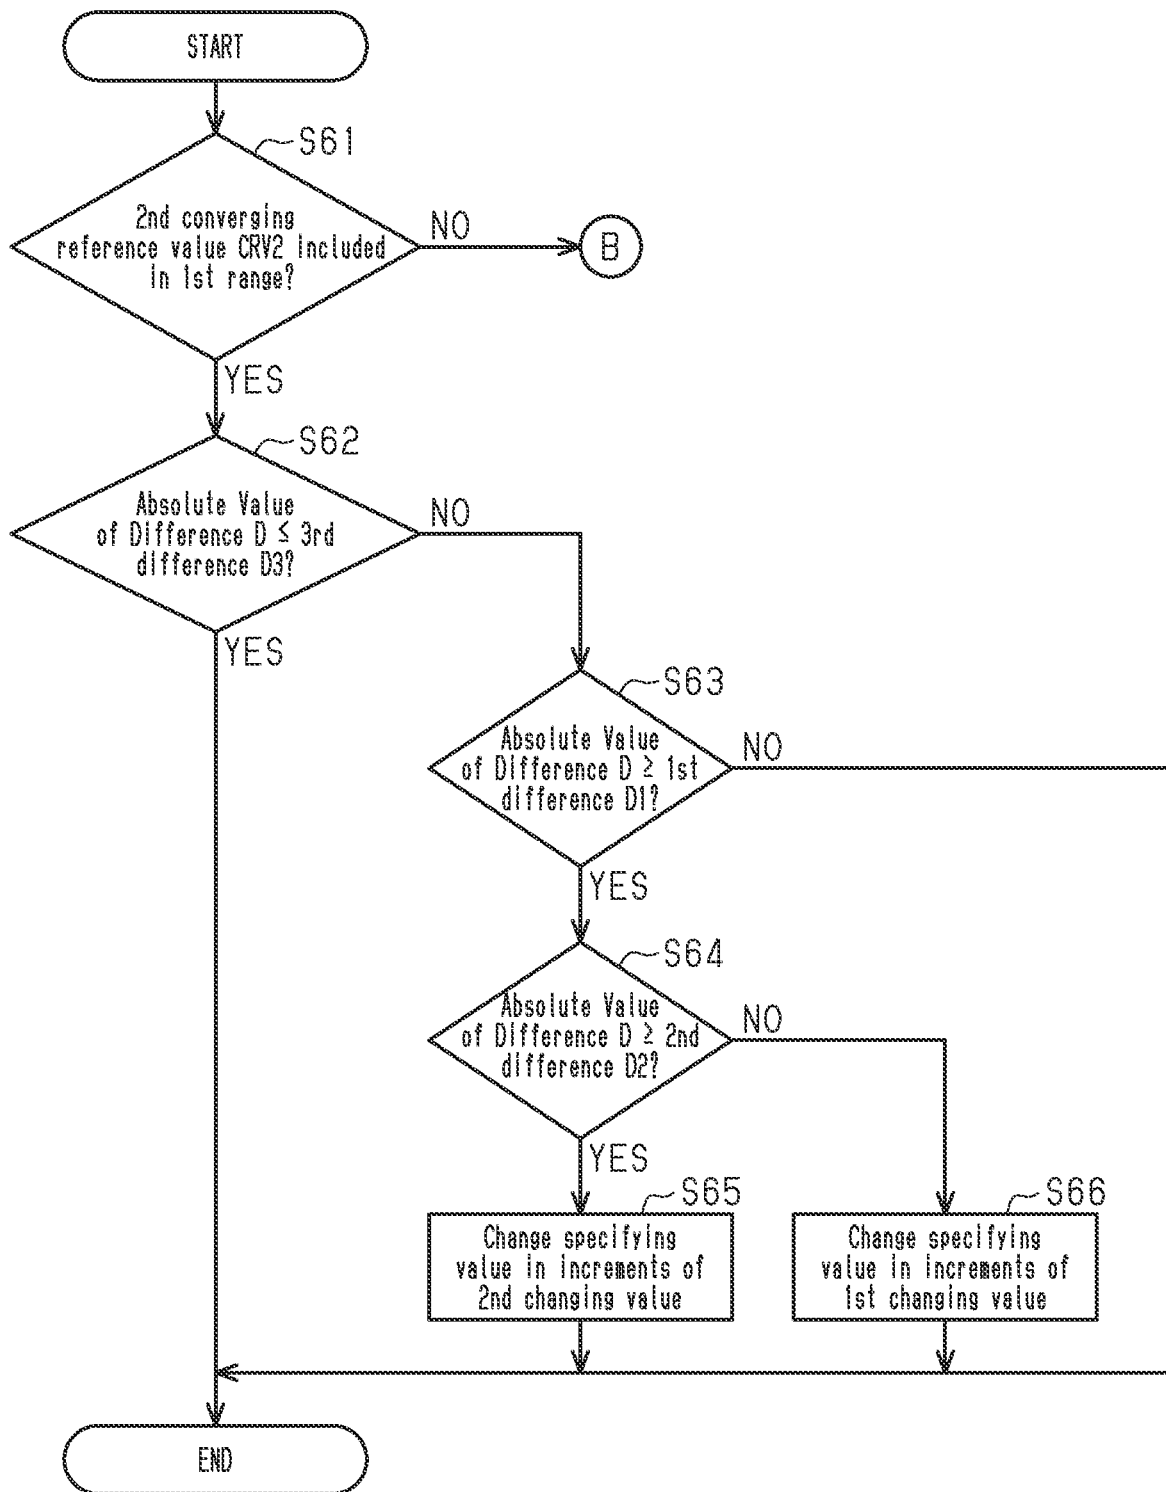 START
S61
2nd converging
reference value CRV2 included
in 1st range?
NO
B
YES
S62
Absolute Value
of Difference D ≤ 3rd
difference D3?
NO
YES
S63
Absolute Value
of Difference D ≥ 1st
difference D1?
NO
YES
S64
Absolute Value
of Difference D ≥ 2nd
difference D2?
NO
YES
S65
Change specifying
value in increments of
2nd changing value
S66
Change specifying
value in increments of
1st changing value
END